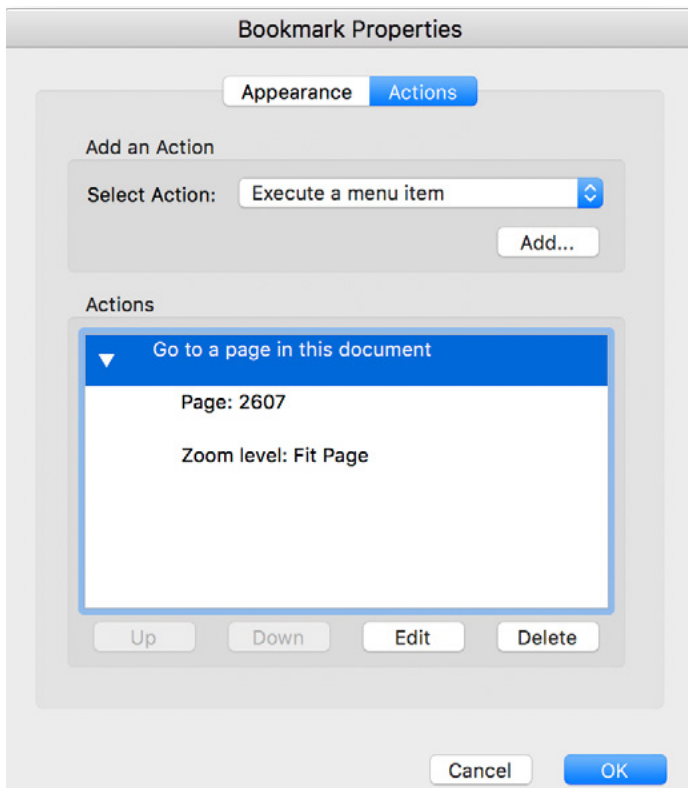 Bookmark Properties
Appearance Actions
Add an Action
Select Action: Execute a menu item
Add...
Actions
Go to a page in this document
Page: 2607
Zoom level: Fit Page
Up Down Edit Delete
Cancel OK